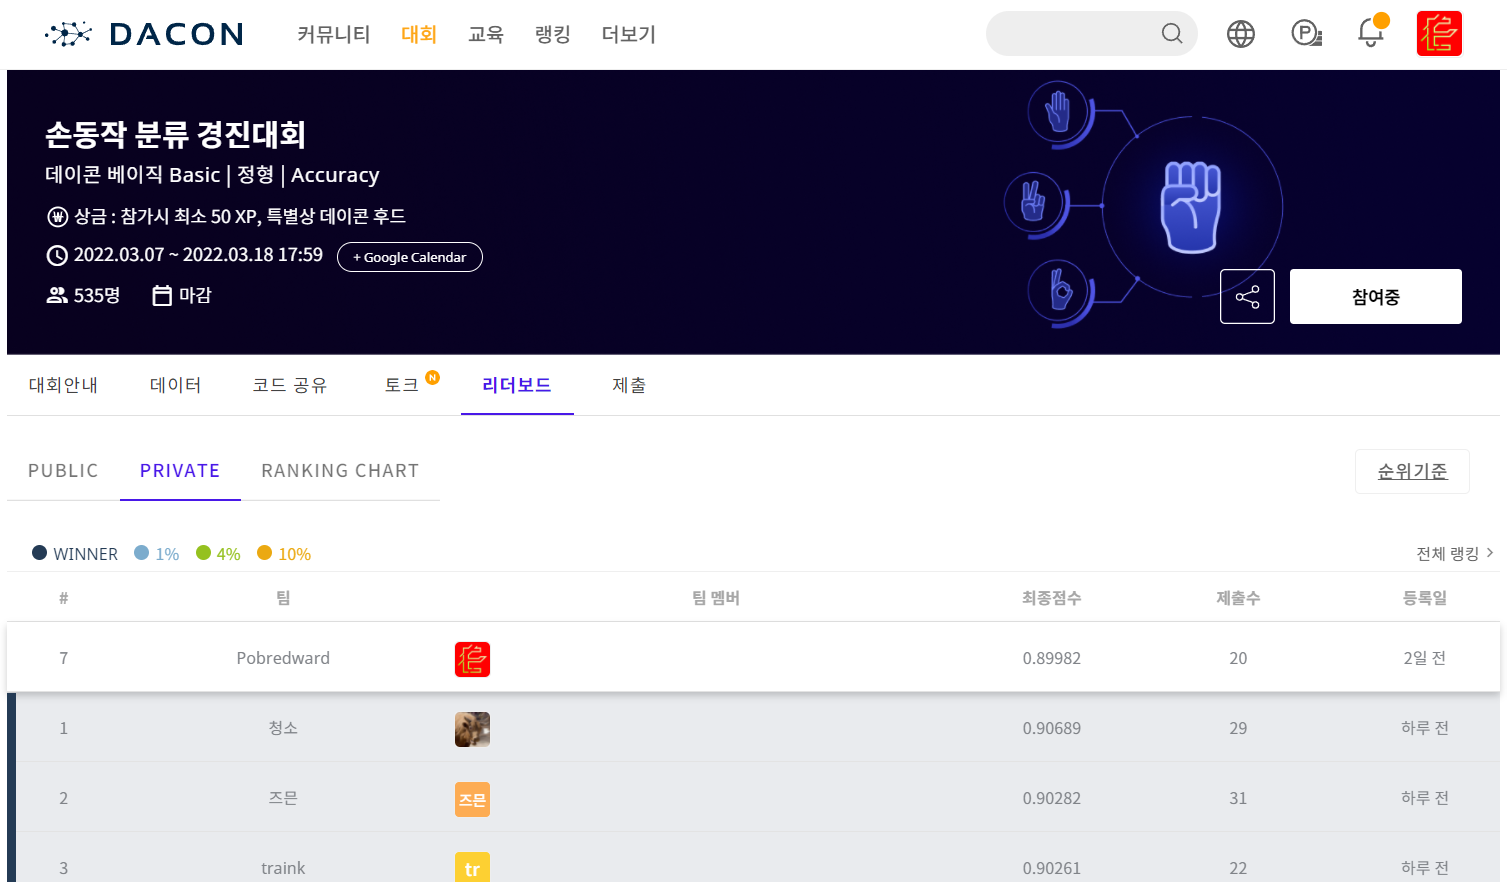 DACON 커뮤니티 대회 교육 랭킹 더보기
손동작 분류 경진대회
데이콘 베이직 Basic | 정형 | Accuracy
상금 : 참가시 최소 50 XP, 특별상 데이콘 후드
2022.03.07 ~ 2022.03.18 17:59 + Google Calendar
535명 마감
참여중
대회안내 데이터 코드 공유 토크 N 리더보드 제출
PUBLIC PRIVATE RANKING CHART 순위기준
WINNER 1% 4% 10% 전체 랭킹
# 팀 팀 멤버 최종점수 제출수 등록일
7 Pobredward 0.89982 20 2일 전
1 청소 0.90689 29 하루 전
2 즈믄 즈믄 0.90282 31 하루 전
3 traink tr 0.90261 22 하루 전